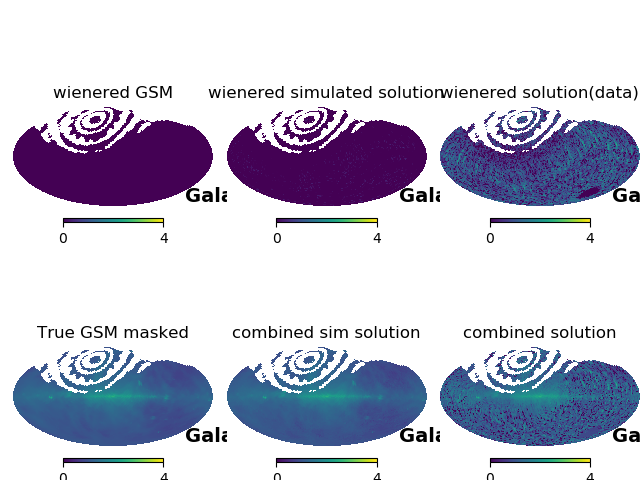 wienered GSM
wienered simulated solution
wienered solution(data)
Gala
Gala
Ga
0 4
0 4
0 4
True GSM masked
combined sim solution
combined solution
Gala
Gala
Ga
0 4
0 4
0 4